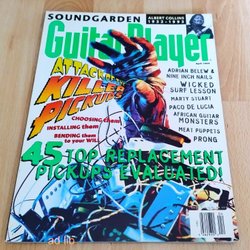 SOUNDGARDEN
ALBERT COLLINS
1932-1993
Guitar Player
ATTACK OF THE
KILLER
PICKUPS
CHOOSING them
INSTALLING them
BENDING them to your WILL
ADRIAN BELEW &
NINE INCH NAILS
WICKED
SURF LESSON
MARTY STUART
PACO DE LUCIA
AFRICAN GUITAR
MONSTERS
MEAT PUPPETS
PRONG
45 TOP REPLACEMENT
PICKUPS EVALUATED!